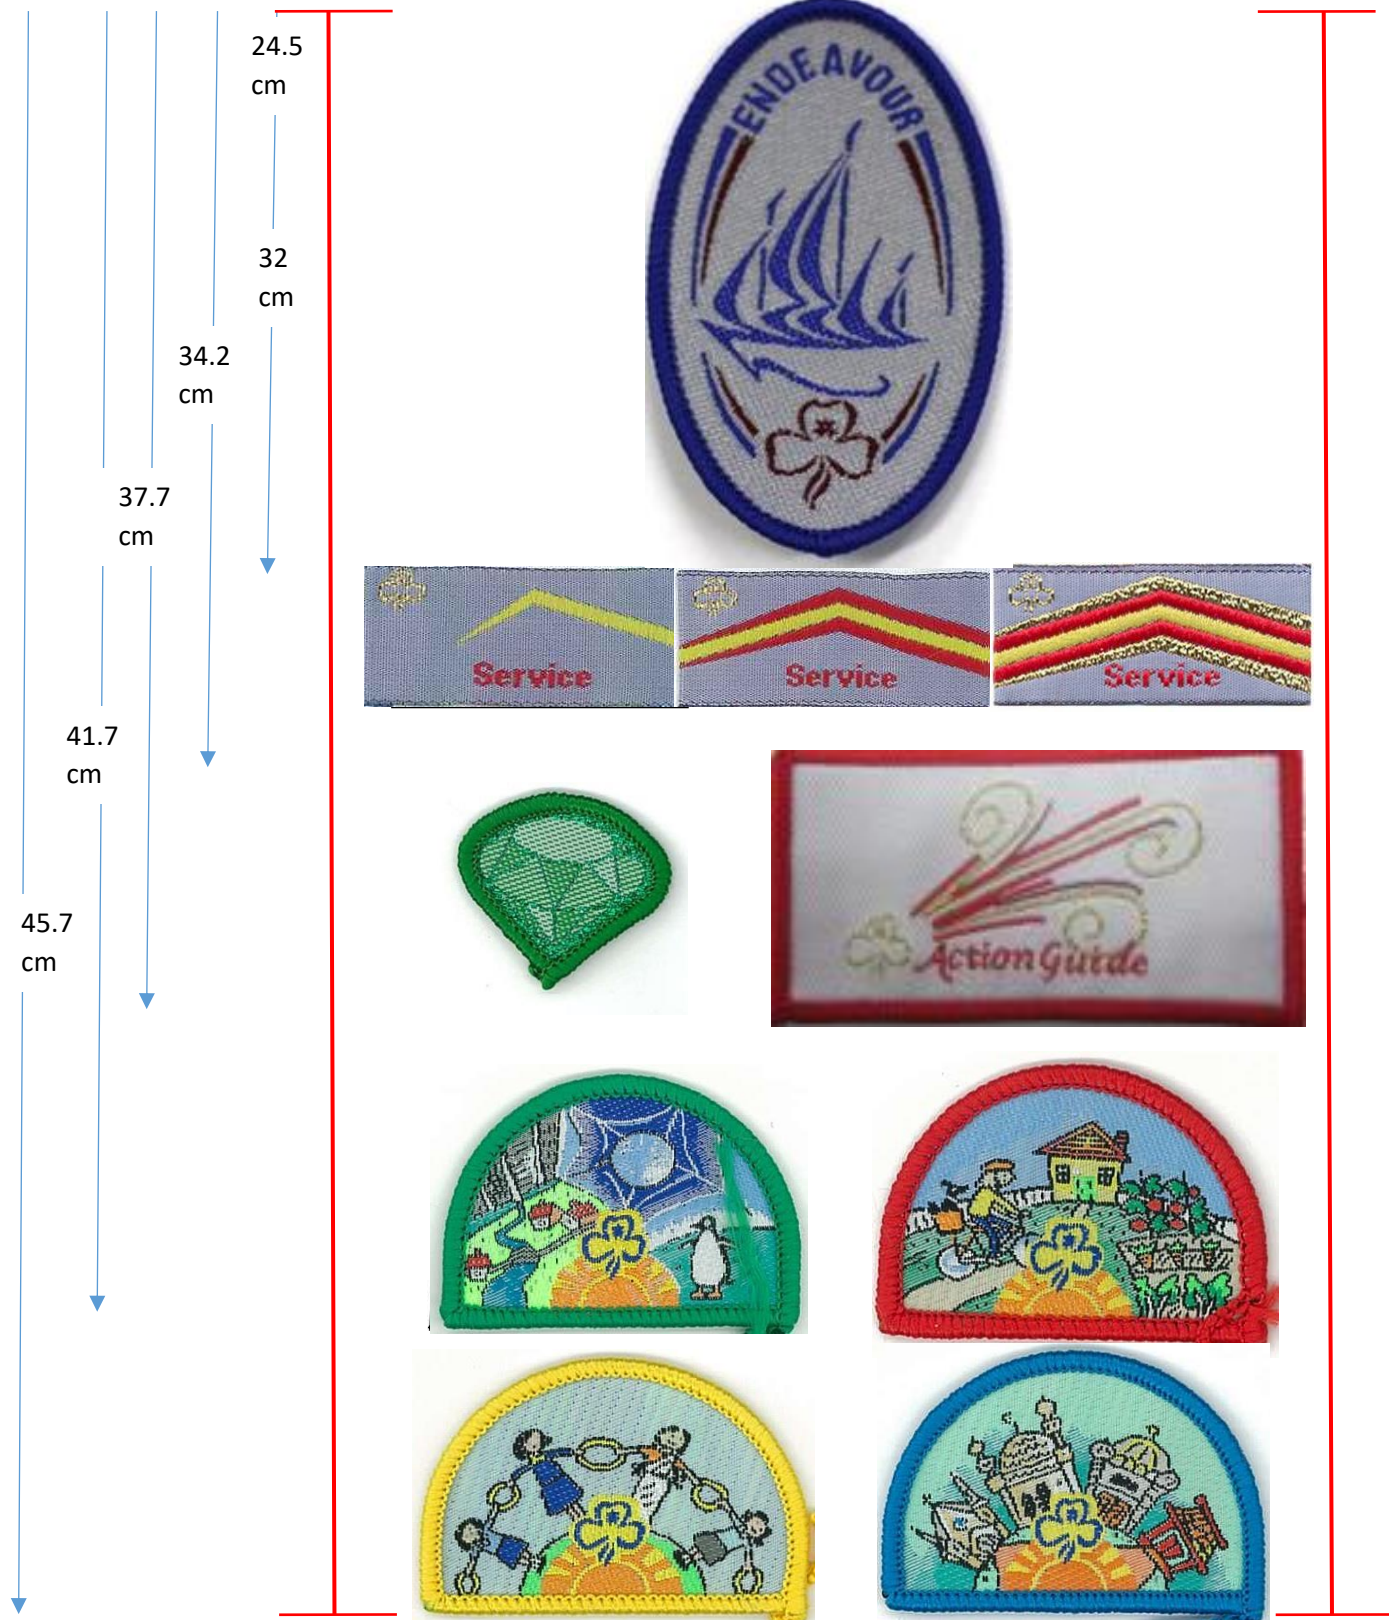 24.5
cm
ENDEAVOUR
32
cm
34.2
cm
37.7
cm
Service
Service
Service
41.7
cm
45.7
cm
Action Guide